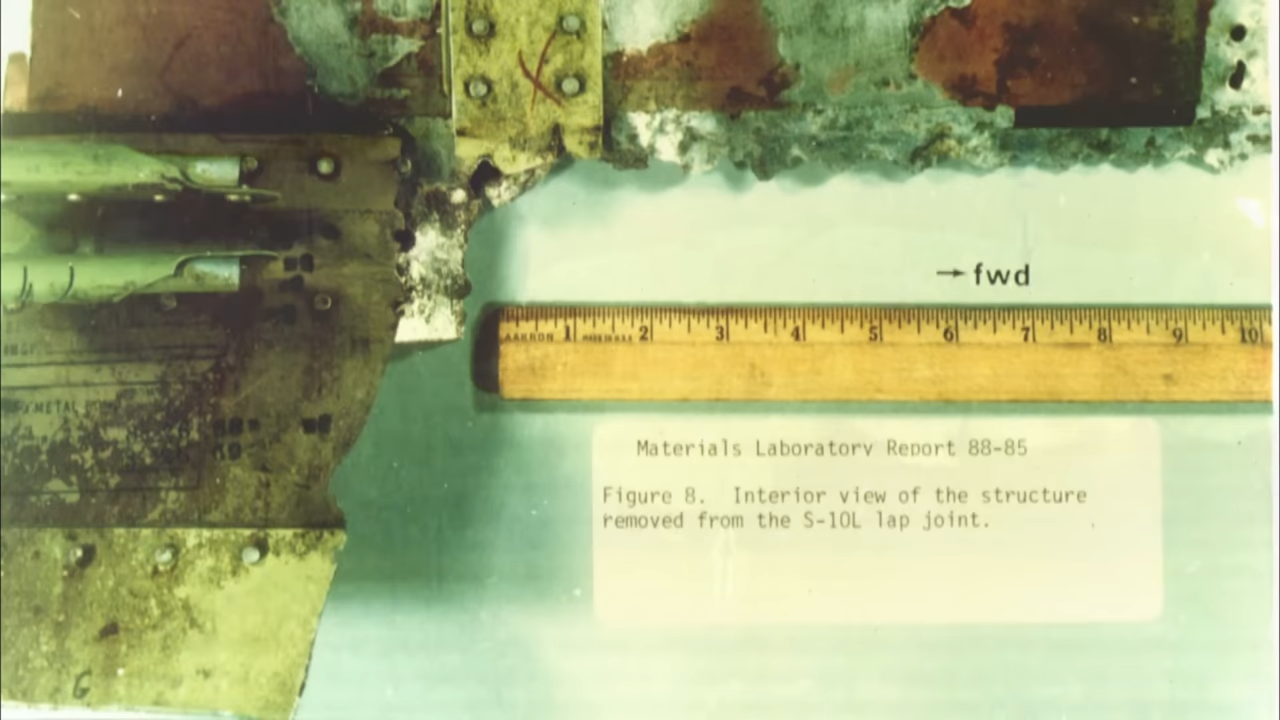 → fwd
1 2 3 4 5 6 7 8 9 10
METAL
Materials Laboratory Report 88-85
Figure 8. Interior view of the structure
removed from the S-10L lap joint.
G